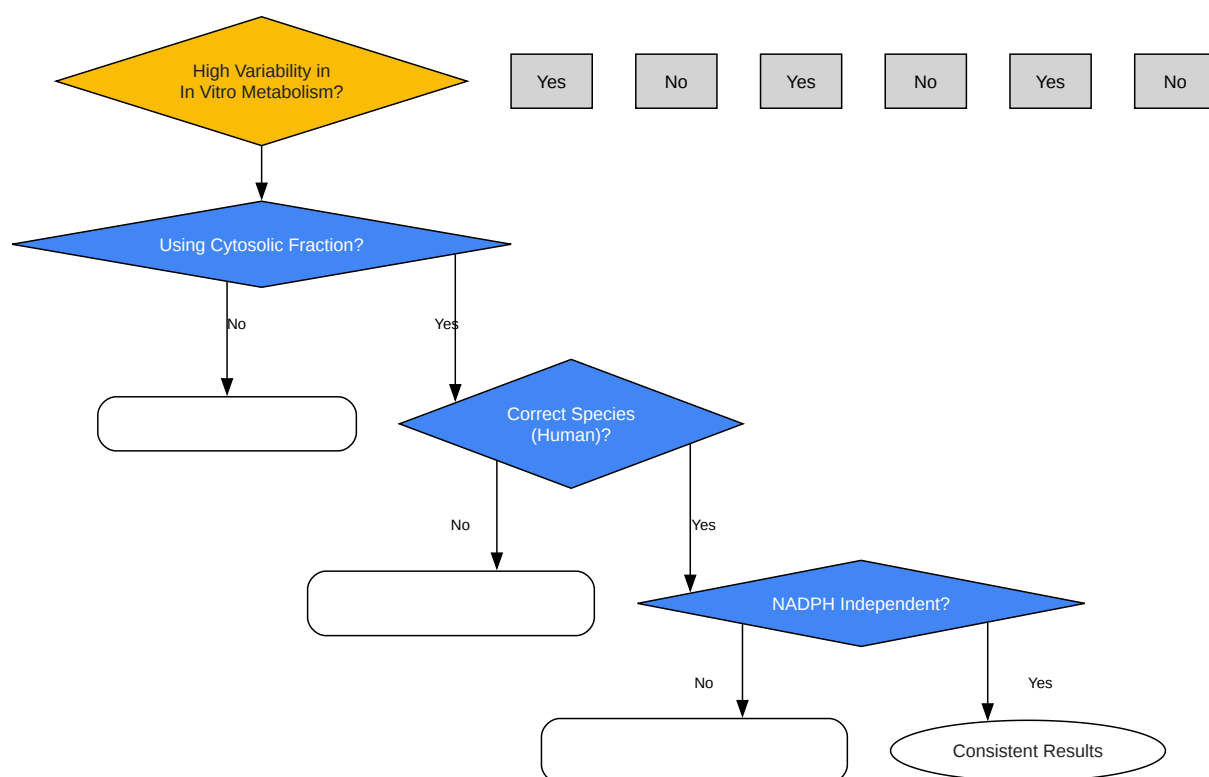 High Variability in
In Vitro Metabolism?
Yes
No
Yes
No
Yes
No
Using Cytosolic Fraction?
No
Yes
Correct Species
(Human)?
No
Yes
NADPH Independent?
No
Yes
Consistent Results